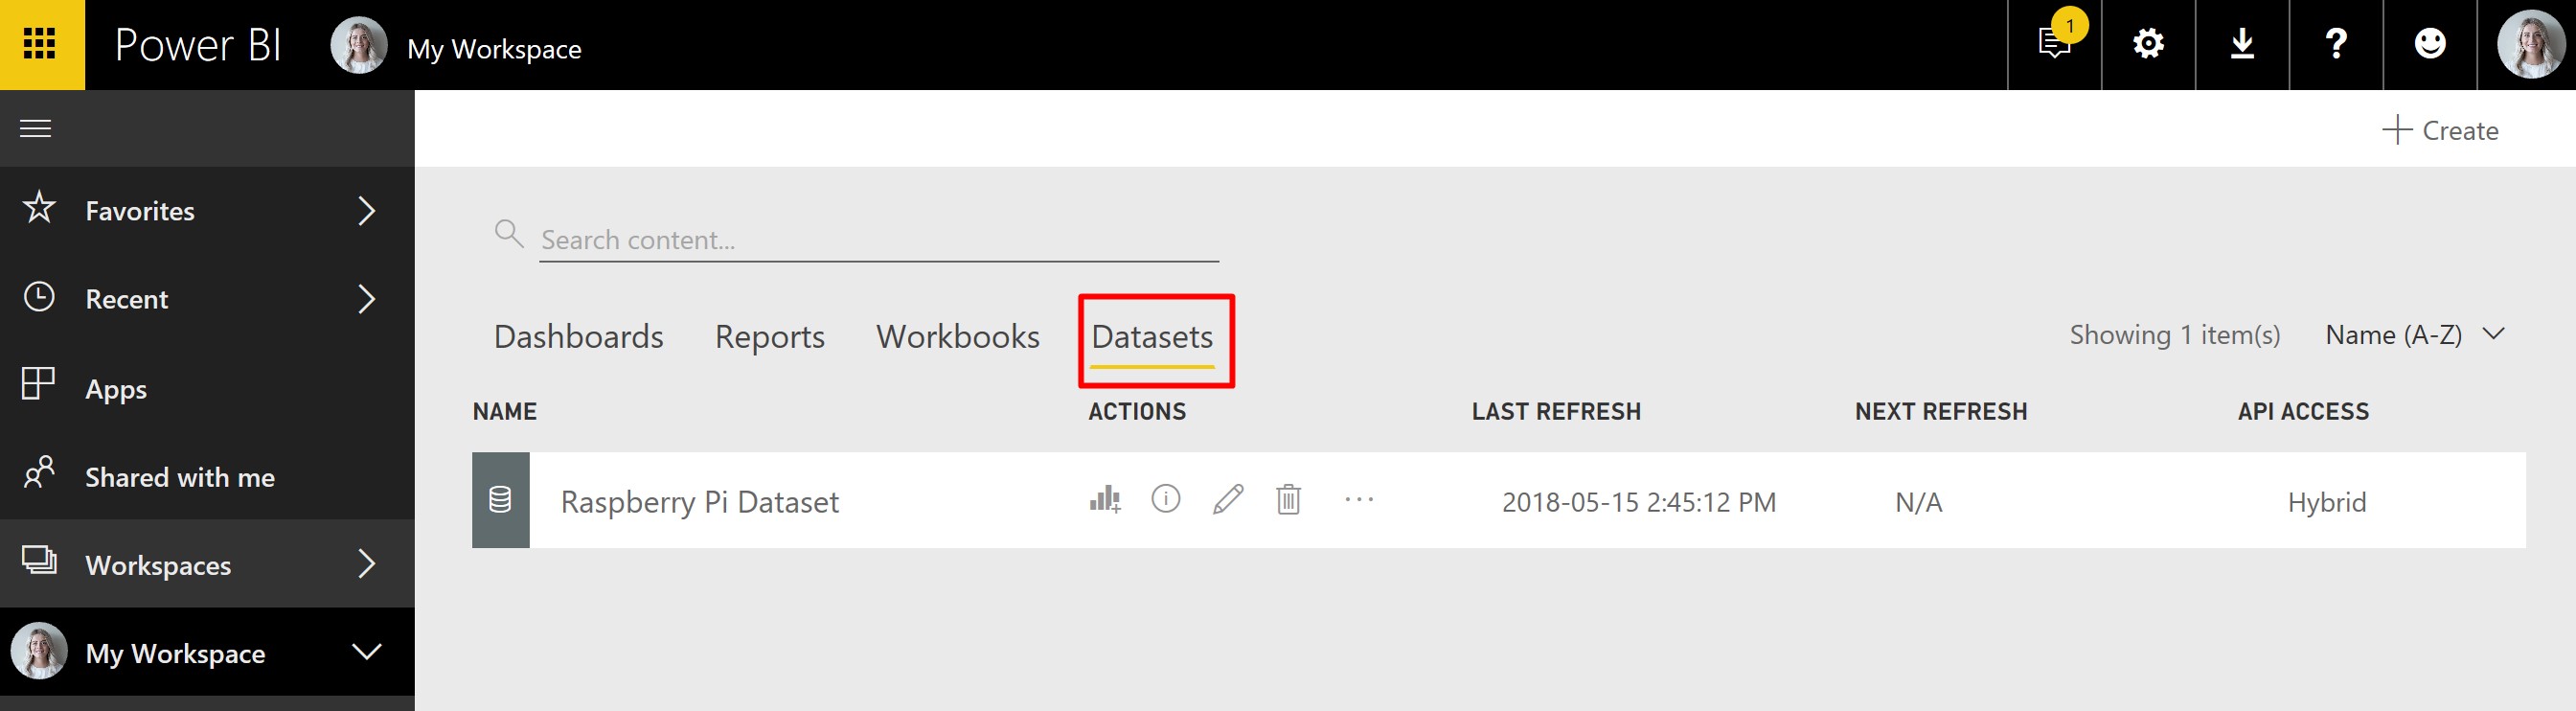 Power BI
My Workspace
1
?
Create
Favorites
Search content...
Recent
Dashboards Reports Workbooks Datasets
Showing 1 item(s) Name (A-Z)
Apps
NAME ACTIONS LAST REFRESH NEXT REFRESH API ACCESS
Shared with me
Raspberry Pi Dataset 2018-05-15 2:45:12 PM N/A Hybrid
Workspaces
My Workspace